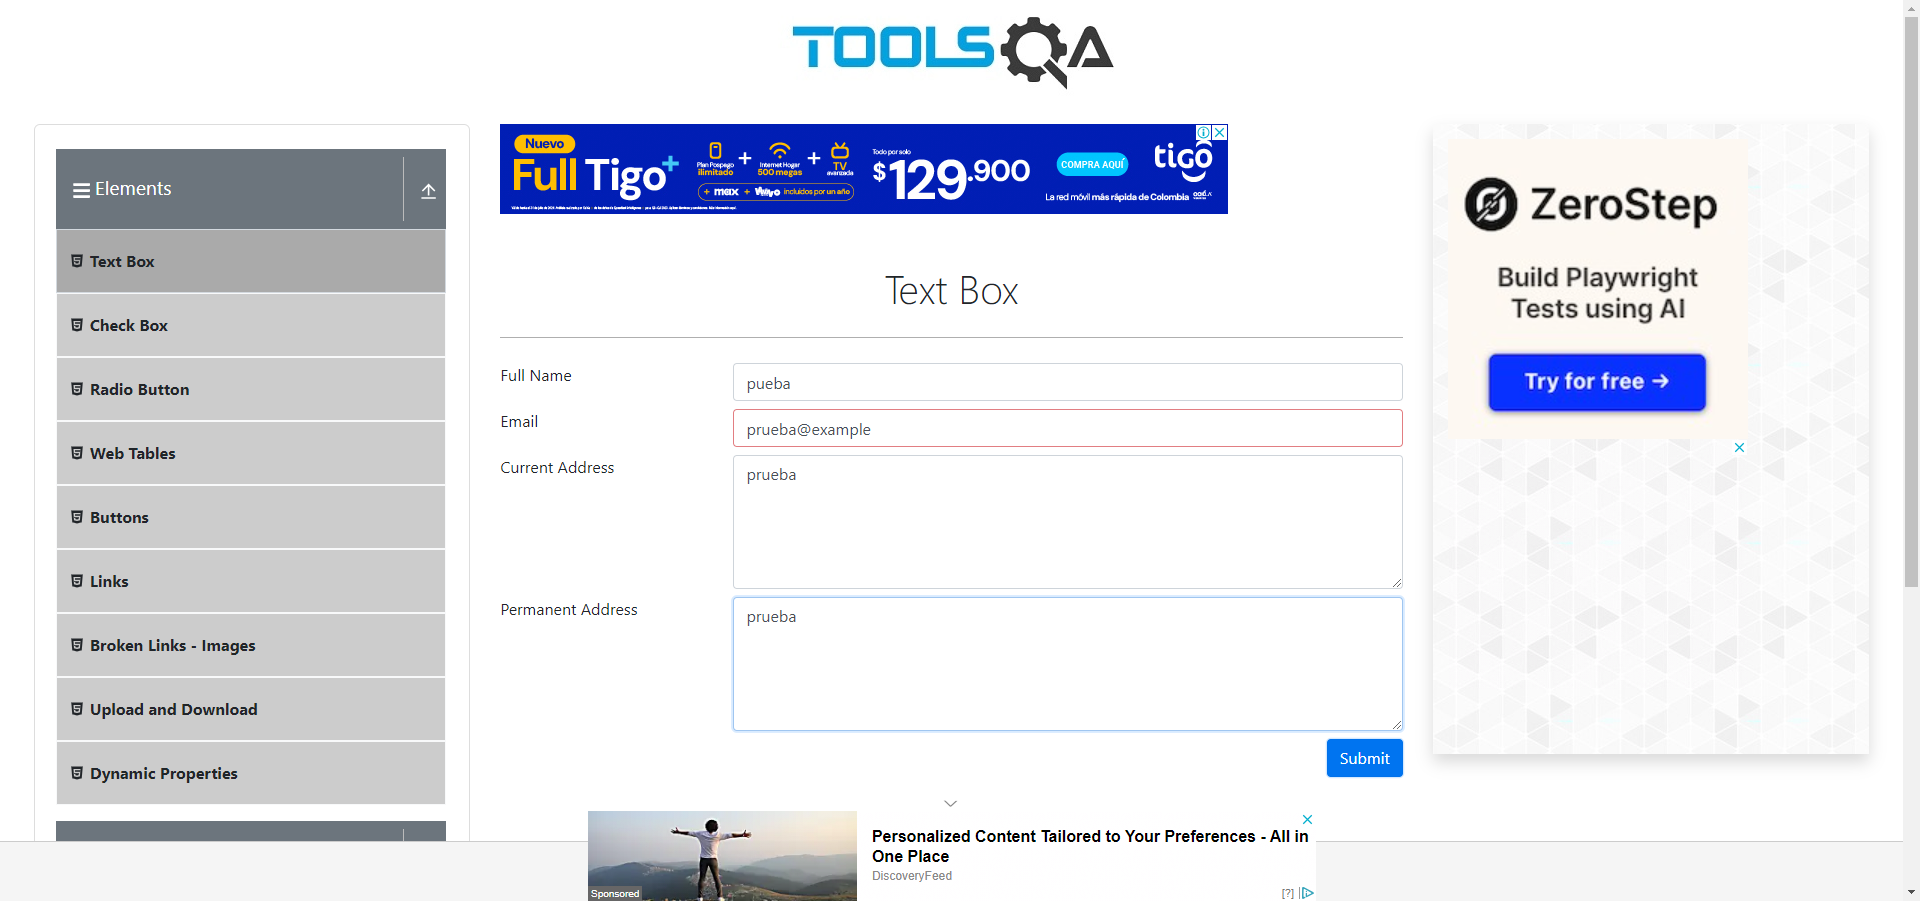 TOOLSQA
Elements
Text Box
Check Box
Radio Button
Web Tables
Buttons
Links
Broken Links - Images
Upload and Download
Dynamic Properties
Nuevo
Full Tigo+
Plan Pospago
ilimitado
+
Internet Hogar
500 megas
+
TV
avanzada
+ max + Win+ incluidos por un año
Todo por solo
$129.900
COMPRA AQUÍ
tigo
La red móvil más rápida de Colombia
Text Box
Full Name
pueba
Email
prueba@example
Current Address
prueba
Permanent Address
prueba
Submit
ZeroStep
Build Playwright
Tests using AI
Try for free →
Sponsored
Personalized Content Tailored to Your Preferences - All in
One Place
DiscoveryFeed
[?]